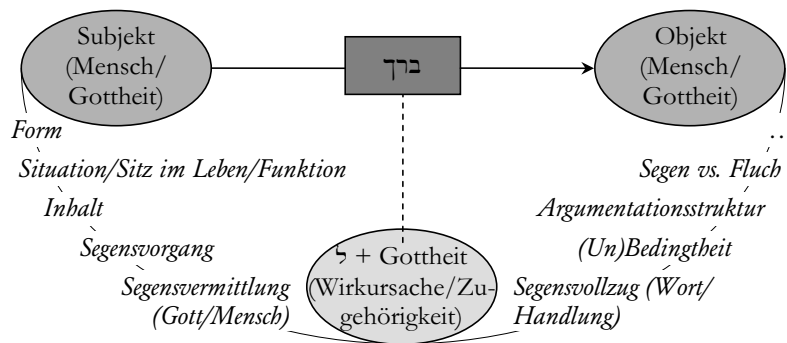 Subjekt
(Mensch/
Gottheit)
ברך
Objekt
(Mensch/
Gottheit)
Form
..
Situation/Sitz im Leben/Funktion
Segen vs. Fluch
Inhalt
Argumentationsstruktur
Segensvorgang
(Un)Bedingtheit
ל + Gottheit
(Wirkursache/Zu-
gehörigkeit)
Segensvermittlung
(Gott/Mensch)
Segensvollzug (Wort/
Handlung)